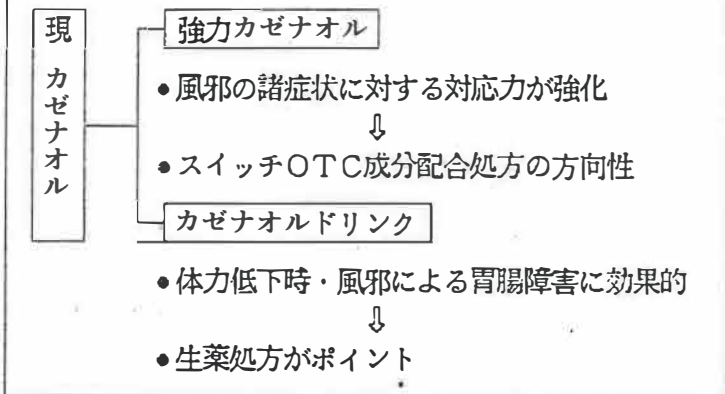 現カゼナオル
強力カゼナオル
●風邪の諸症状に対する対応力が強化
⇩
●スイッチOTC成分配合処方の方向性
カゼナオルドリンク
●体力低下時・風邪による胃腸障害に効果的
⇩
●生薬処方がポイント